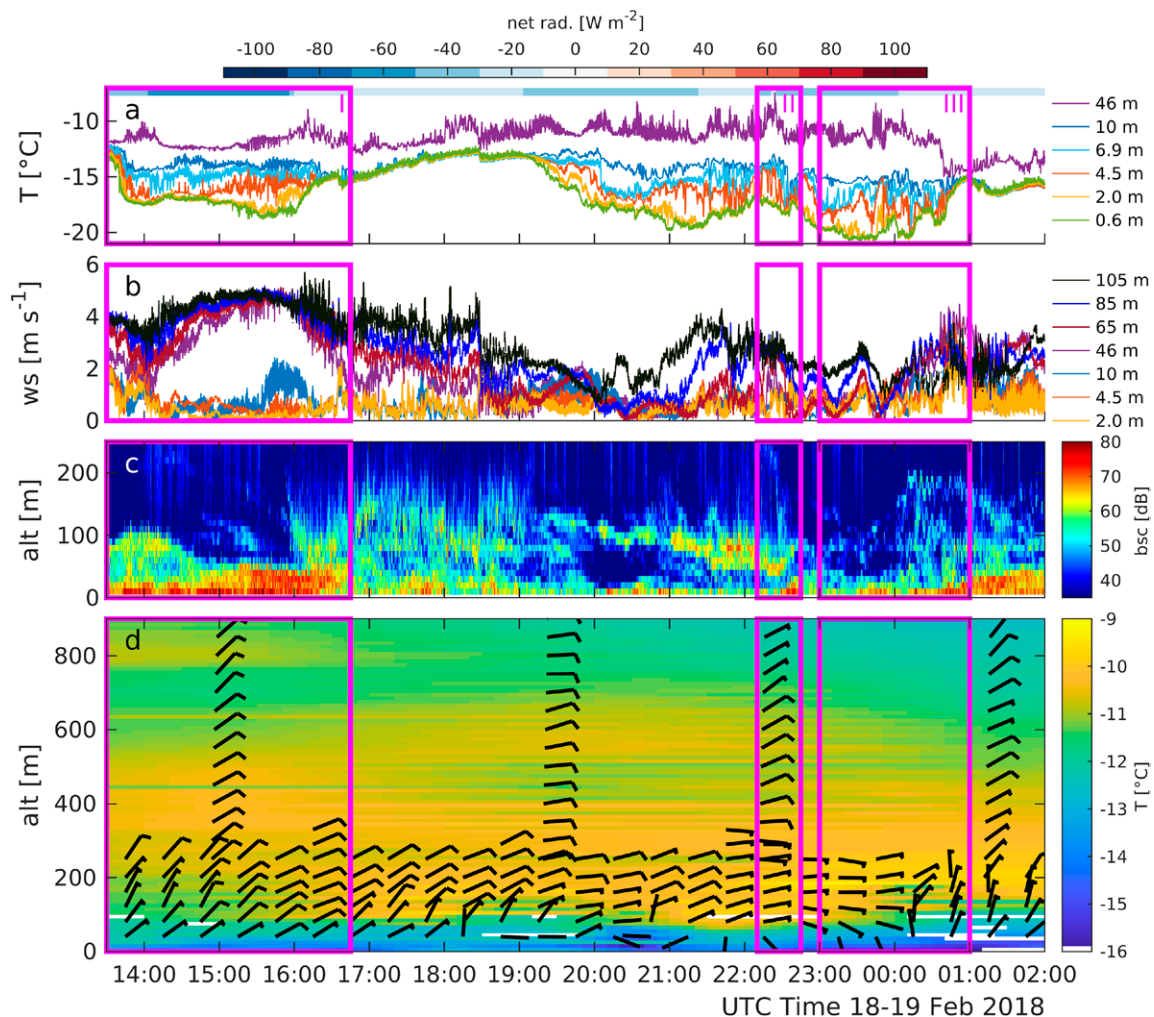 net rad. [W m-2]
-100 -80 -60 -40 -20 0 20 40 60 80 100
a
I
II
III
T [°C]
-10
-15
-20
46 m
10 m
6.9 m
4.5 m
2.0 m
0.6 m
b
ws [m s-1]
6
4
2
0
105 m
85 m
65 m
46 m
10 m
4.5 m
2.0 m
c
alt [m]
200
100
0
80
70
60
50
40
bsc [dB]
d
alt [m]
800
600
400
200
0
-9
-10
-11
-12
-13
-14
-15
-16
T [°C]
14:00 15:00 16:00 17:00 18:00 19:00 20:00 21:00 22:00 23:00 00:00 01:00 02:00
UTC Time 18-19 Feb 2018